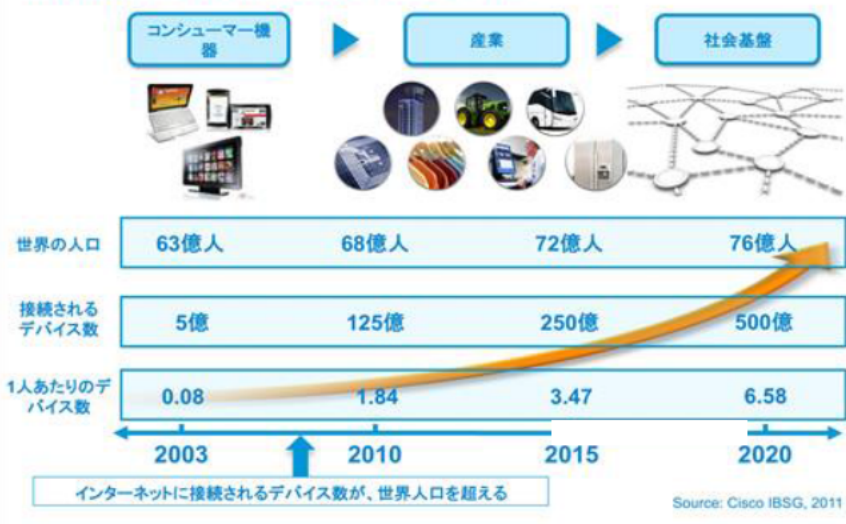 コンシューマー機
器
産業
社会基盤
世界の人口 63億人 68億人 72億人 76億人
接続される
デバイス数 5億 125億 250億 500億
1人あたりのデ
バイス数 0.08 1.84 3.47 6.58
2003 2010 2015 2020
インターネットに接続されるデバイス数が、世界人口を超える
Source: Cisco IBSG, 2011